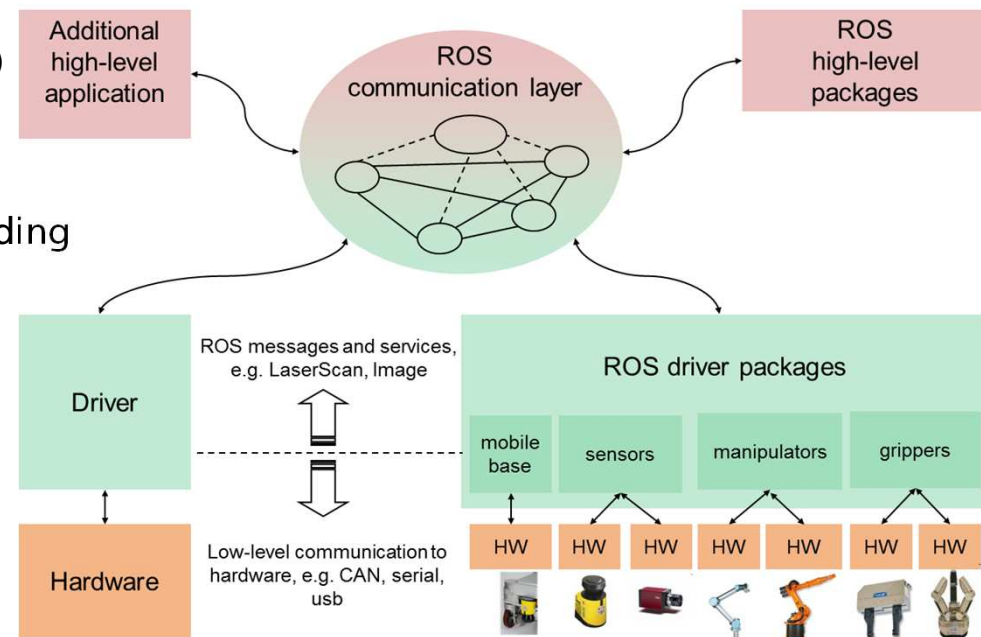 )
Additional
high-level
application
ROS
communication layer
ROS
high-level
packages
ding
Driver
ROS messages and services,
e.g. LaserScan, Image
ROS driver packages
mobile
base
sensors
manipulators
grippers
Hardware
Low-level communication to
hardware, e.g. CAN, serial,
usb
HW
HW
HW
HW
HW
HW
HW